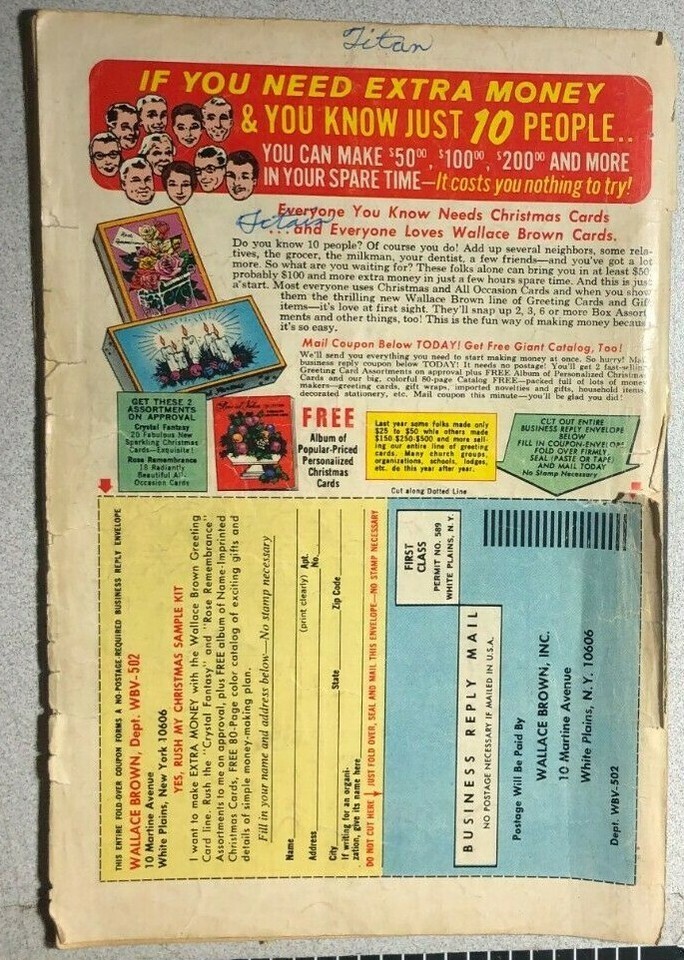 Titan
IF YOU NEED EXTRA MONEY
& YOU KNOW JUST 10 PEOPLE..
YOU CAN MAKE $50⁰⁰, $100⁰⁰, $200⁰⁰ AND MORE
IN YOUR SPARE TIME—It costs you nothing to try!
Titan
Everyone You Know Needs Christmas Cards
...and Everyone Loves Wallace Brown Cards.
Do you know 10 people? Of course you do! Add up several neighbors, some rela-
tives, the grocer, the milkman, your dentist, a few friends—and you've got a lot
more. So what are you waiting for? These folks alone can bring you in at least $50
probably $100 and more extra money in just a few hours spare time. And this is just
a start. Most everyone uses Christmas and All Occasion Cards and when you show
them the thrilling new Wallace Brown line of Greeting Cards and Gift
items—it's love at first sight. They'll snap up 2, 3, 6 or more Box Assort
ments and other things, too! This is the fun way of making money because
it's so easy.
Mail Coupon Below TODAY! Get Free Giant Catalog, Too!
We'll send you everything you need to start making money at once. So hurry! Mail
business reply coupon below TODAY! It needs no postage! You'll get 2 fast-selling
Greeting Card Assortments on approval plus FREE Album of Personalized Christmas
Cards and our big, colorful 80-page Catalog FREE—packed full of lots of money
makers—greeting cards, gift wraps, imported novelties and gifts, household items,
decorated stationery, etc. Mail coupon this minute—you'll be glad you did!
GET THESE 2
ASSORTMENTS
ON APPROVAL
Crystal Fantasy
20 Fabulous New
Sparkling Christmas
Cards—Exquisite!
Rose Remembrance
18 Radiantly
Beautiful All-
Occasion Cards
FREE
Album of
Popular-Priced
Personalized
Christmas
Cards
Last year some folks made only
$25 to $50 while others made
$150 $250-$500 and more sell-
ing our entire line of greeting
cards. Many church groups,
organizations, schools, lodges,
etc. do this year after year.
CUT OUT ENTIRE
BUSINESS REPLY ENVELOPE
BELOW
FILL IN COUPON-ENVELOPE
FOLD OVER FIRMLY,
SEAL (PASTE OR TAPE)
AND MAIL TODAY
No Stamp Necessary
Cut along Dotted Line
THIS ENTIRE FOLD-OVER COUPON FORMS A NO-POSTAGE-REQUIRED BUSINESS REPLY ENVELOPE
WALLACE BROWN, Dept. WBV-502
10 Martine Avenue
White Plains, New York 10606
YES, RUSH MY CHRISTMAS SAMPLE KIT
I want to make EXTRA MONEY with the Wallace Brown Greeting
Card line. Rush the "Crystal Fantasy" and "Rose Remembrance"
Assortments to me on approval, plus FREE album of Name-Imprinted
Christmas Cards, FREE 80-Page color catalog of exciting gifts and
details of simple money-making plan.
Fill in your name and address below—No stamp necessary
Name
(print clearly)
Address
Apt.
No.
City
State
Zip Code
If writing for an organi-
zation, give its name here
DO NOT CUT HERE JUST FOLD OVER, SEAL AND MAIL THIS ENVELOPE—NO STAMP NECESSARY
FIRST
CLASS
PERMIT NO. 589
WHITE PLAINS, N.Y.
BUSINESS REPLY MAIL
NO POSTAGE NECESSARY IF MAILED IN U.S.A.
Postage Will Be Paid By
WALLACE BROWN, INC.
10 Martine Avenue
White Plains, N.Y. 10606
Dept. WBV-502